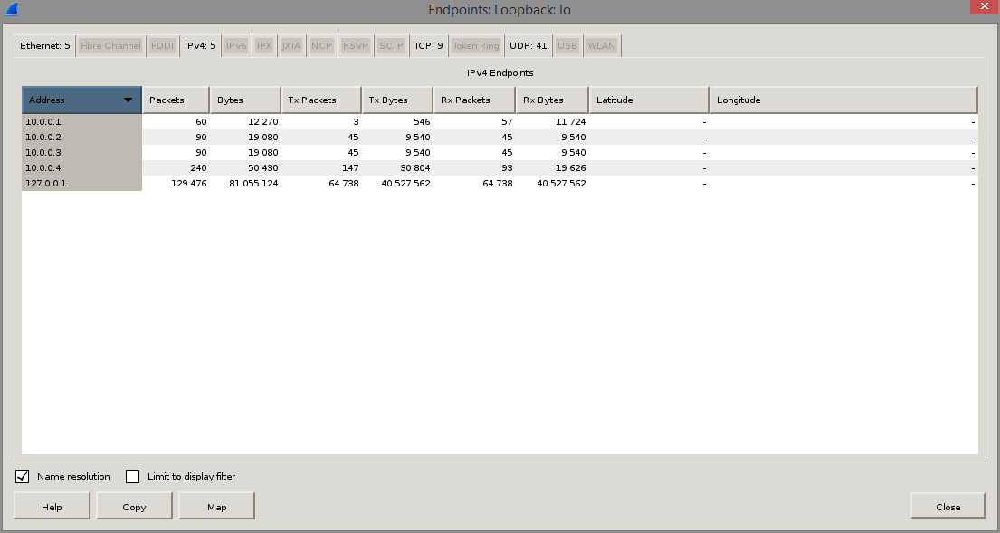 Endpoints: Loopback: lo
Ethernet: 5 Fibre Channel FDDI IPv4: 5 IPv6 IPX JXTA NCP RSVP SCTP TCP: 9 Token Ring UDP: 41 USB WLAN
IPv4 Endpoints
Address Packets Bytes Tx Packets Tx Bytes Rx Packets Rx Bytes Latitude Longitude
10.0.0.1 60 12 270 3 546 57 11 724 - -
10.0.0.2 90 19 080 45 9 540 45 9 540 - -
10.0.0.3 90 19 080 45 9 540 45 9 540 - -
10.0.0.4 240 50 430 147 30 804 93 19 626 - -
127.0.0.1 129 476 81 055 124 64 738 40 527 562 64 738 40 527 562 - -
Name resolution Limit to display filter
Help Copy Map Close